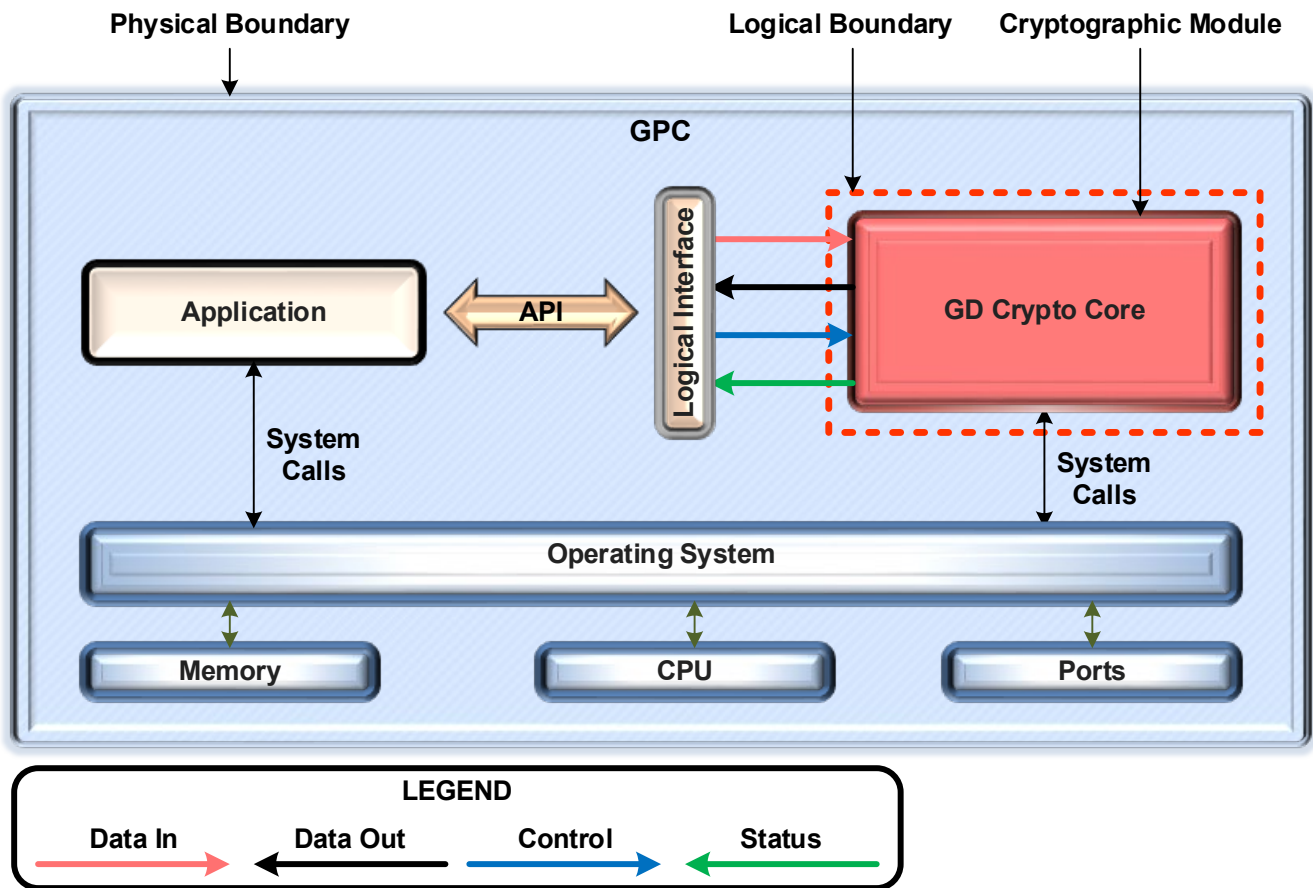 Physical Boundary
Logical Boundary
Cryptographic Module
GPC
Logical Interface
Application
API
GD Crypto Core
System
Calls
System
Calls
Operating System
Memory
CPU
Ports
LEGEND
Data In
Data Out
Control
Status